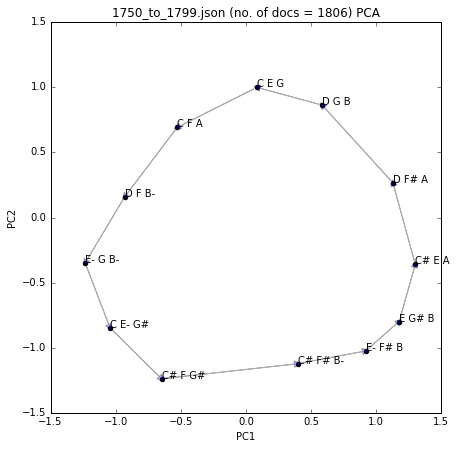 1750_to_1799.json (no. of docs = 1806) PCA
1.5
C E G
1.0
D G B
C F A
0.5
D F# A
D F B-
0.0
PC2
E- G B-
C# E A
−0.5
C E- G#
E G# B
E- F# B
−1.0
C# F# B-
C# F G#
−1.5
−1.5 −1.0 −0.5 0.0 0.5 1.0 1.5
PC1